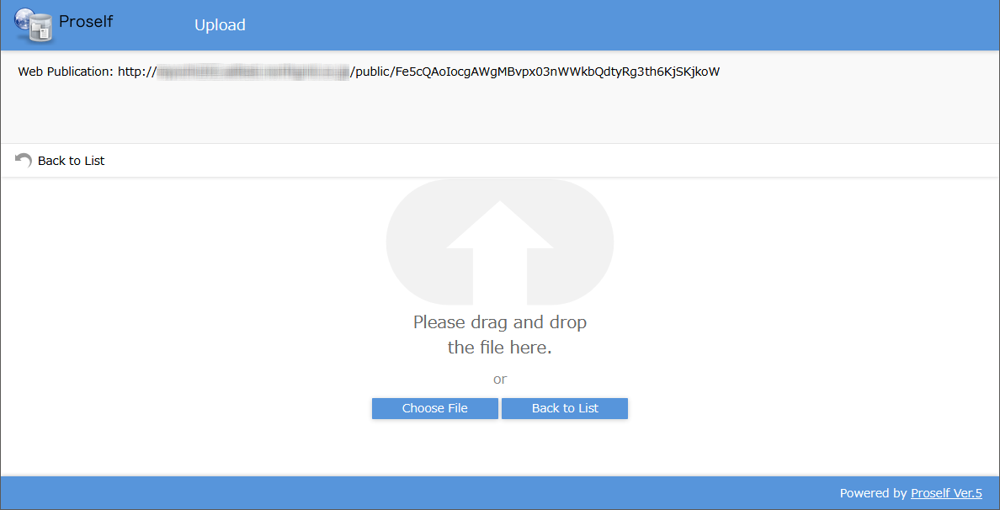 Proself
Upload
Web Publication: http:// /public/Fe5cQAoIocgAWgMBvpx03nWWkbQdtyRg3th6KjSKjkoW
Back to List
Please drag and drop
the file here.
or
Choose File
Back to List
Powered by Proself Ver.5